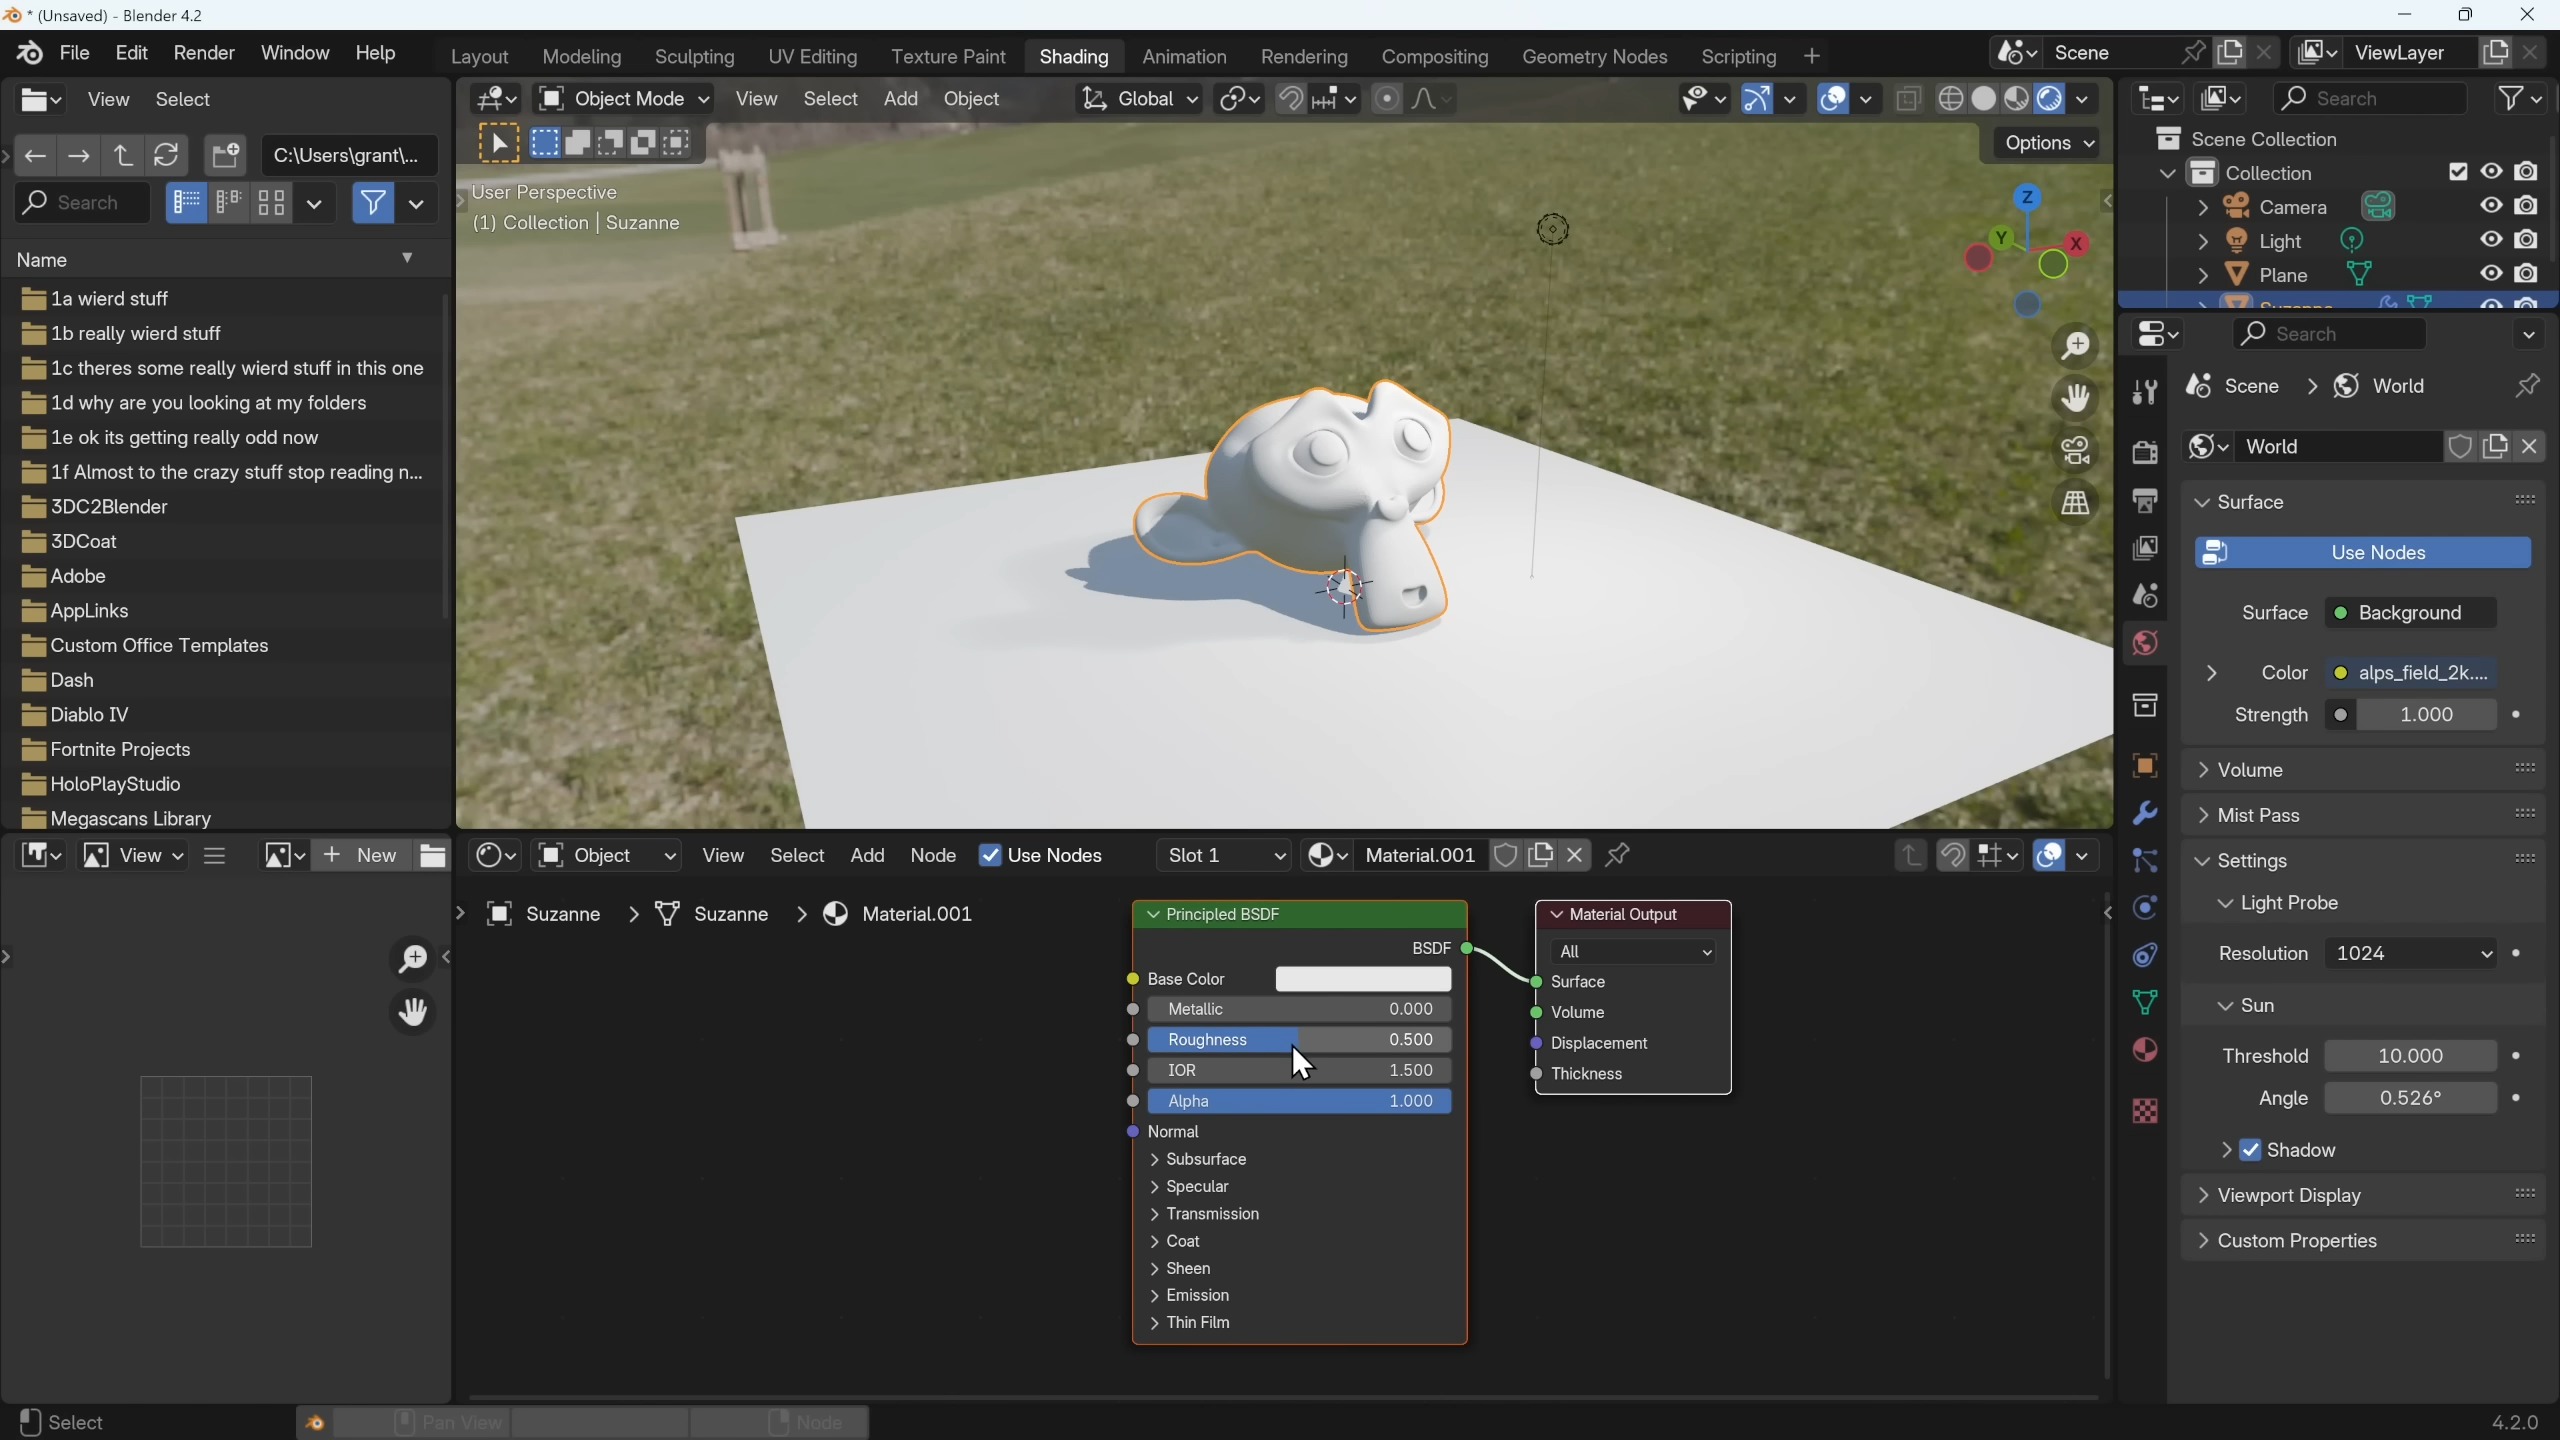 * (Unsaved) - Blender 4.2
File Edit Render Window Help
Layout Modeling Sculpting UV Editing Texture Paint Shading Animation Rendering Compositing Geometry Nodes Scripting +
Scene
ViewLayer
View Select
C:\Users\grant\...
Search
Name
1a wierd stuff
1b really wierd stuff
1c theres some really wierd stuff in this one
1d why are you looking at my folders
1e ok its getting really odd now
1f Almost to the crazy stuff stop reading n...
3DC2Blender
3DCoat
Adobe
AppLinks
Custom Office Templates
Dash
Diablo IV
Fortnite Projects
HoloPlayStudio
Megascans Library
Object Mode View Select Add Object
Global
Options
User Perspective
(1) Collection | Suzanne
Z
Y
X
Search
Scene Collection
Collection
Camera
Light
Plane
Suzanne
Search
Scene > World
World
Surface
Use Nodes
Surface Background
Color alps_field_2k....
Strength 1.000
Volume
Mist Pass
Settings
Light Probe
Resolution 1024
Sun
Threshold 10.000
Angle 0.526°
Shadow
Viewport Display
Custom Properties
View
+ New
Object View Select Add Node Use Nodes
Slot 1
Material.001
Suzanne > Suzanne > Material.001
Principled BSDF
BSDF
Base Color
Metallic 0.000
Roughness 0.500
IOR 1.500
Alpha 1.000
Normal
Subsurface
Specular
Transmission
Coat
Sheen
Emission
Thin Film
Material Output
All
Surface
Volume
Displacement
Thickness
Select
Pan View
Node
4.2.0